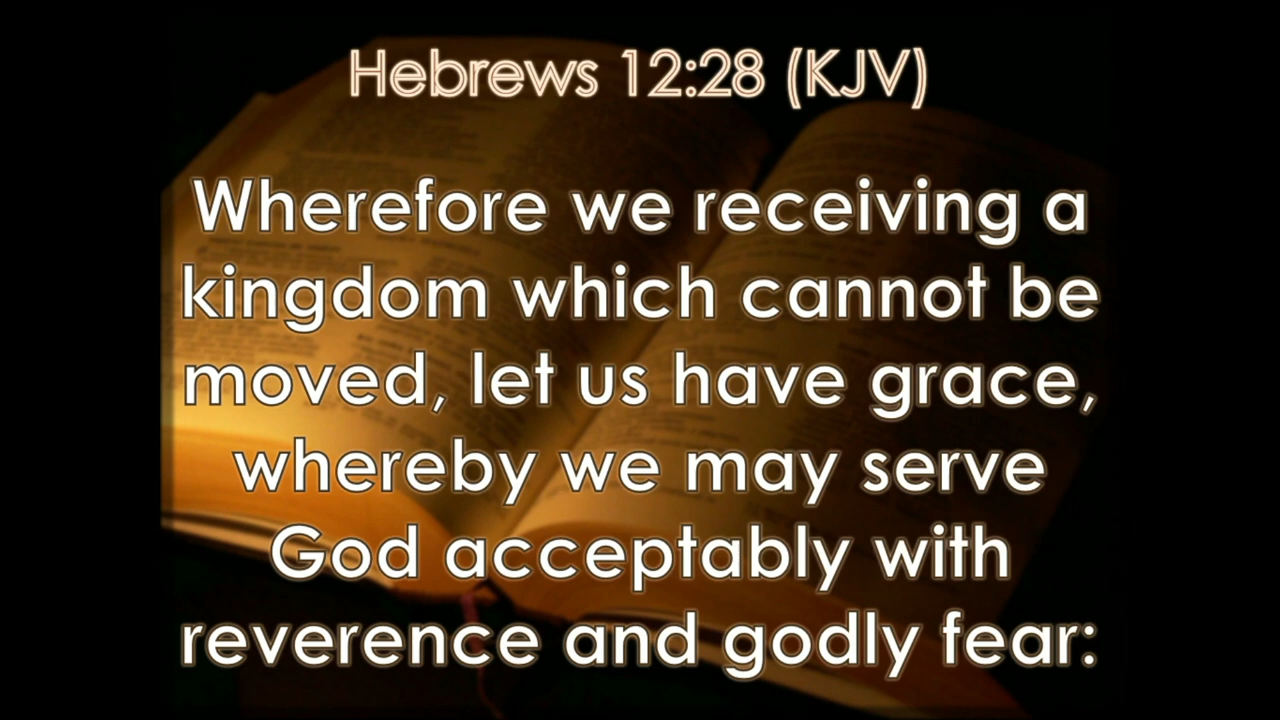 Hebrews 12:28 (KJV)
Wherefore we receiving a
kingdom which cannot be
moved, let us have grace,
whereby we may serve
God acceptably with
reverence and godly fear: